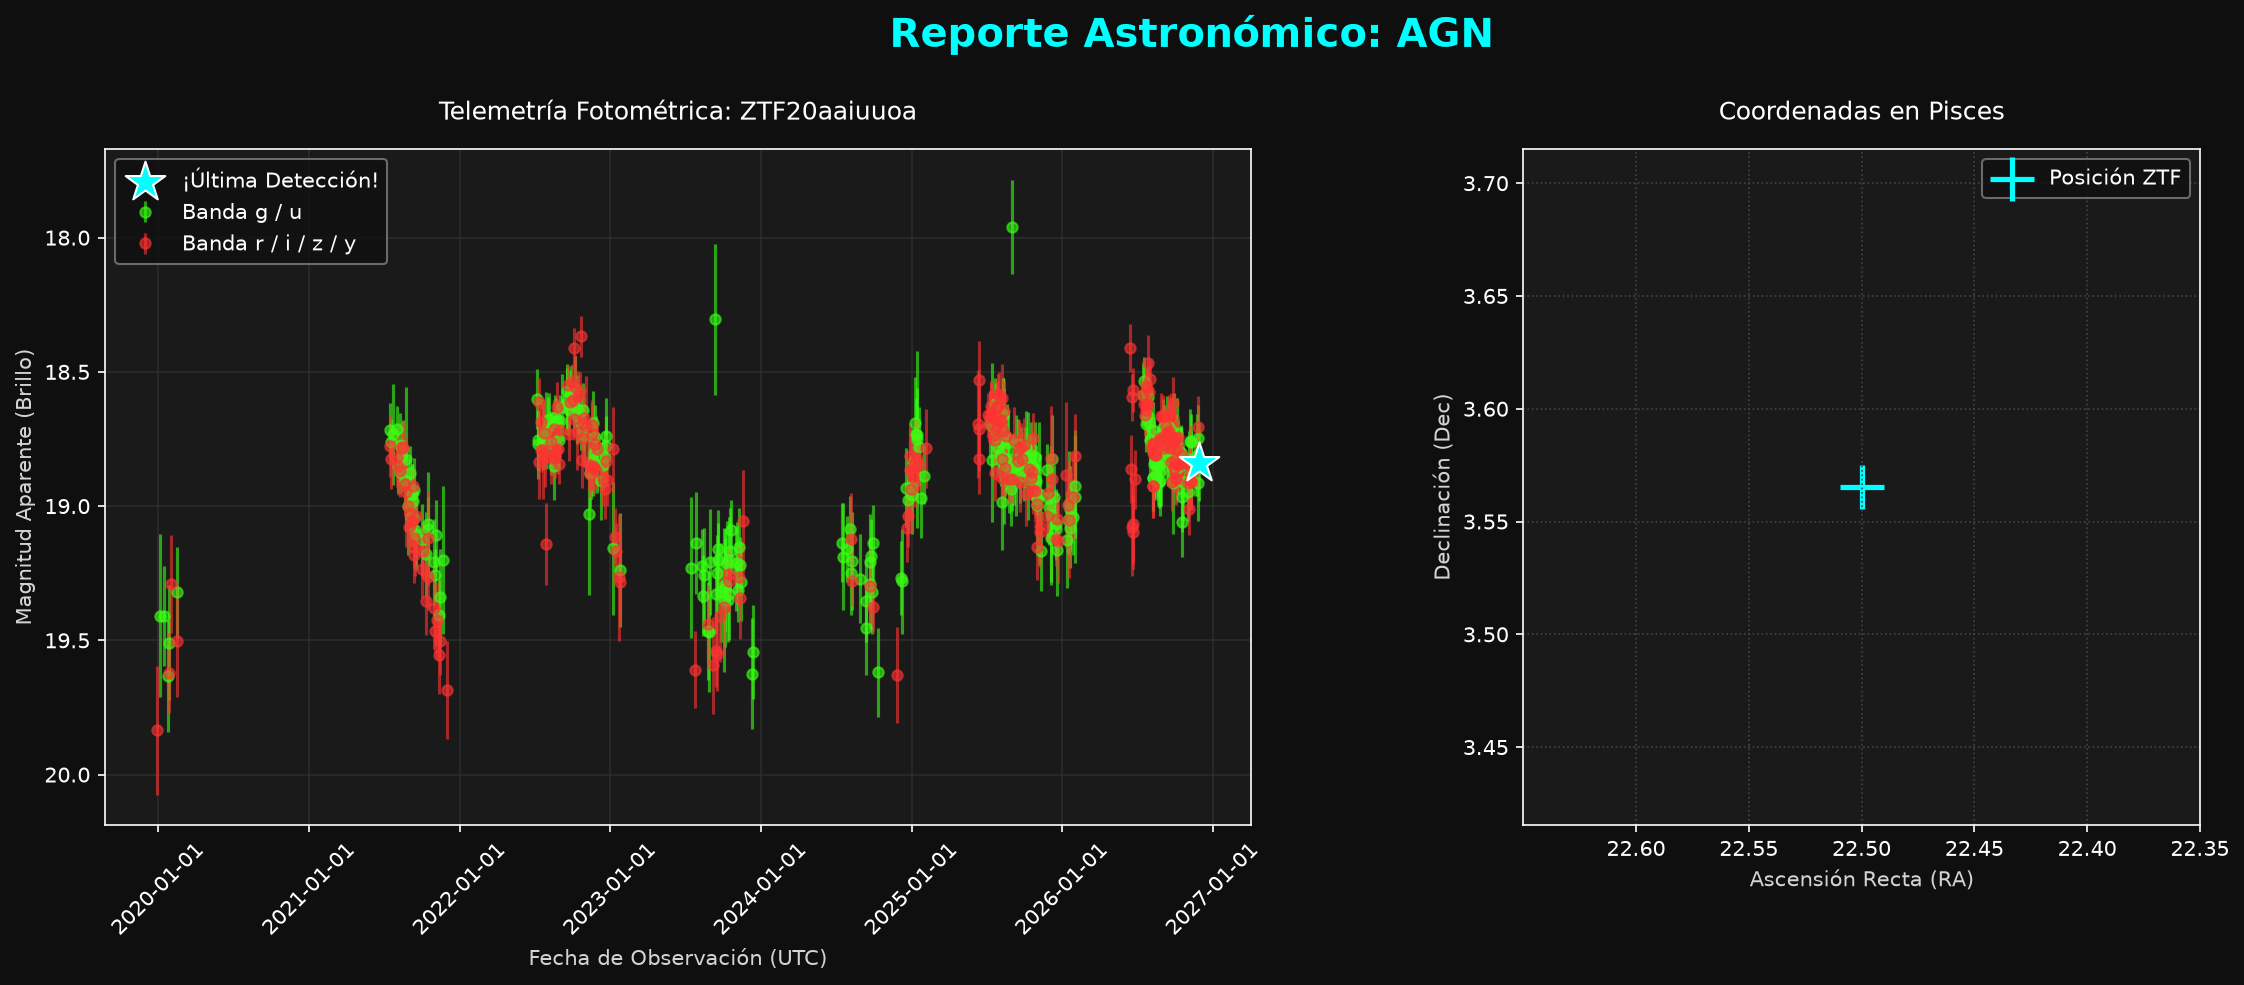 Reporte Astronómico: AGN
Telemetría Fotométrica: ZTF20aaiuuoa
¡Última Detección!
Banda g / u
Banda r / i / z / y
Magnitud Aparente (Brillo)
18.0
18.5
19.0
19.5
20.0
2020-01-01
2021-01-01
2022-01-01
2023-01-01
2024-01-01
2025-01-01
2026-01-01
2027-01-01
Fecha de Observación (UTC)
Coordenadas en Pisces
Posición ZTF
Declinación (Dec)
3.70
3.65
3.60
3.55
3.50
3.45
22.60
22.55
22.50
22.45
22.40
22.35
Ascensión Recta (RA)